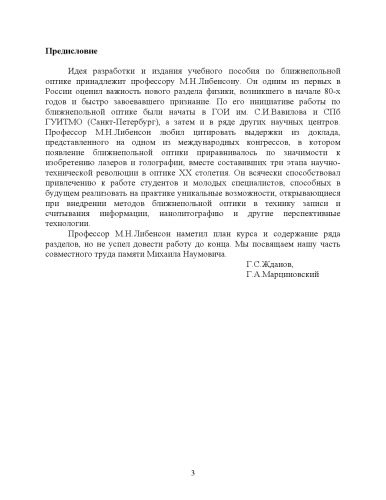 Предисловие
Идея разработки и издания учебного пособия по ближнепольной
оптике принадлежит профессору М.Н.Либенсону. Он одним из первых в
России оценил важность нового раздела физики, возникшего в начале 80-х
годов и быстро завоевавшего признание. По его инициативе работы по
ближнепольной оптике были начаты в ГОИ им. С.И.Вавилова и СПб
ГУИТМО (Санкт-Петербург), а затем и в ряде других научных центров.
Профессор М.Н.Либенсон любил цитировать выдержки из доклада,
представленного на одном из международных конгрессов, в котором
появление ближнепольной оптики приравнивалось по значимости к
изобретению лазеров и голографии, вместе составивших три этапа научно-
технической революции в оптике XX столетия. Он всячески способствовал
привлечению к работе студентов и молодых специалистов, способных в
будущем реализовать на практике уникальные возможности, открывающиеся
при внедрении методов ближнепольной оптики в технику записи и
считывания информации, нанолитографию и другие перспективные
технологии.
Профессор М.Н.Либенсон наметил план курса и содержание ряда
разделов, но не успел довести работу до конца. Мы посвящаем нашу часть
совместного труда памяти Михаила Наумовича.
Г.С.Жданов,
Г.А.Марциновский
3